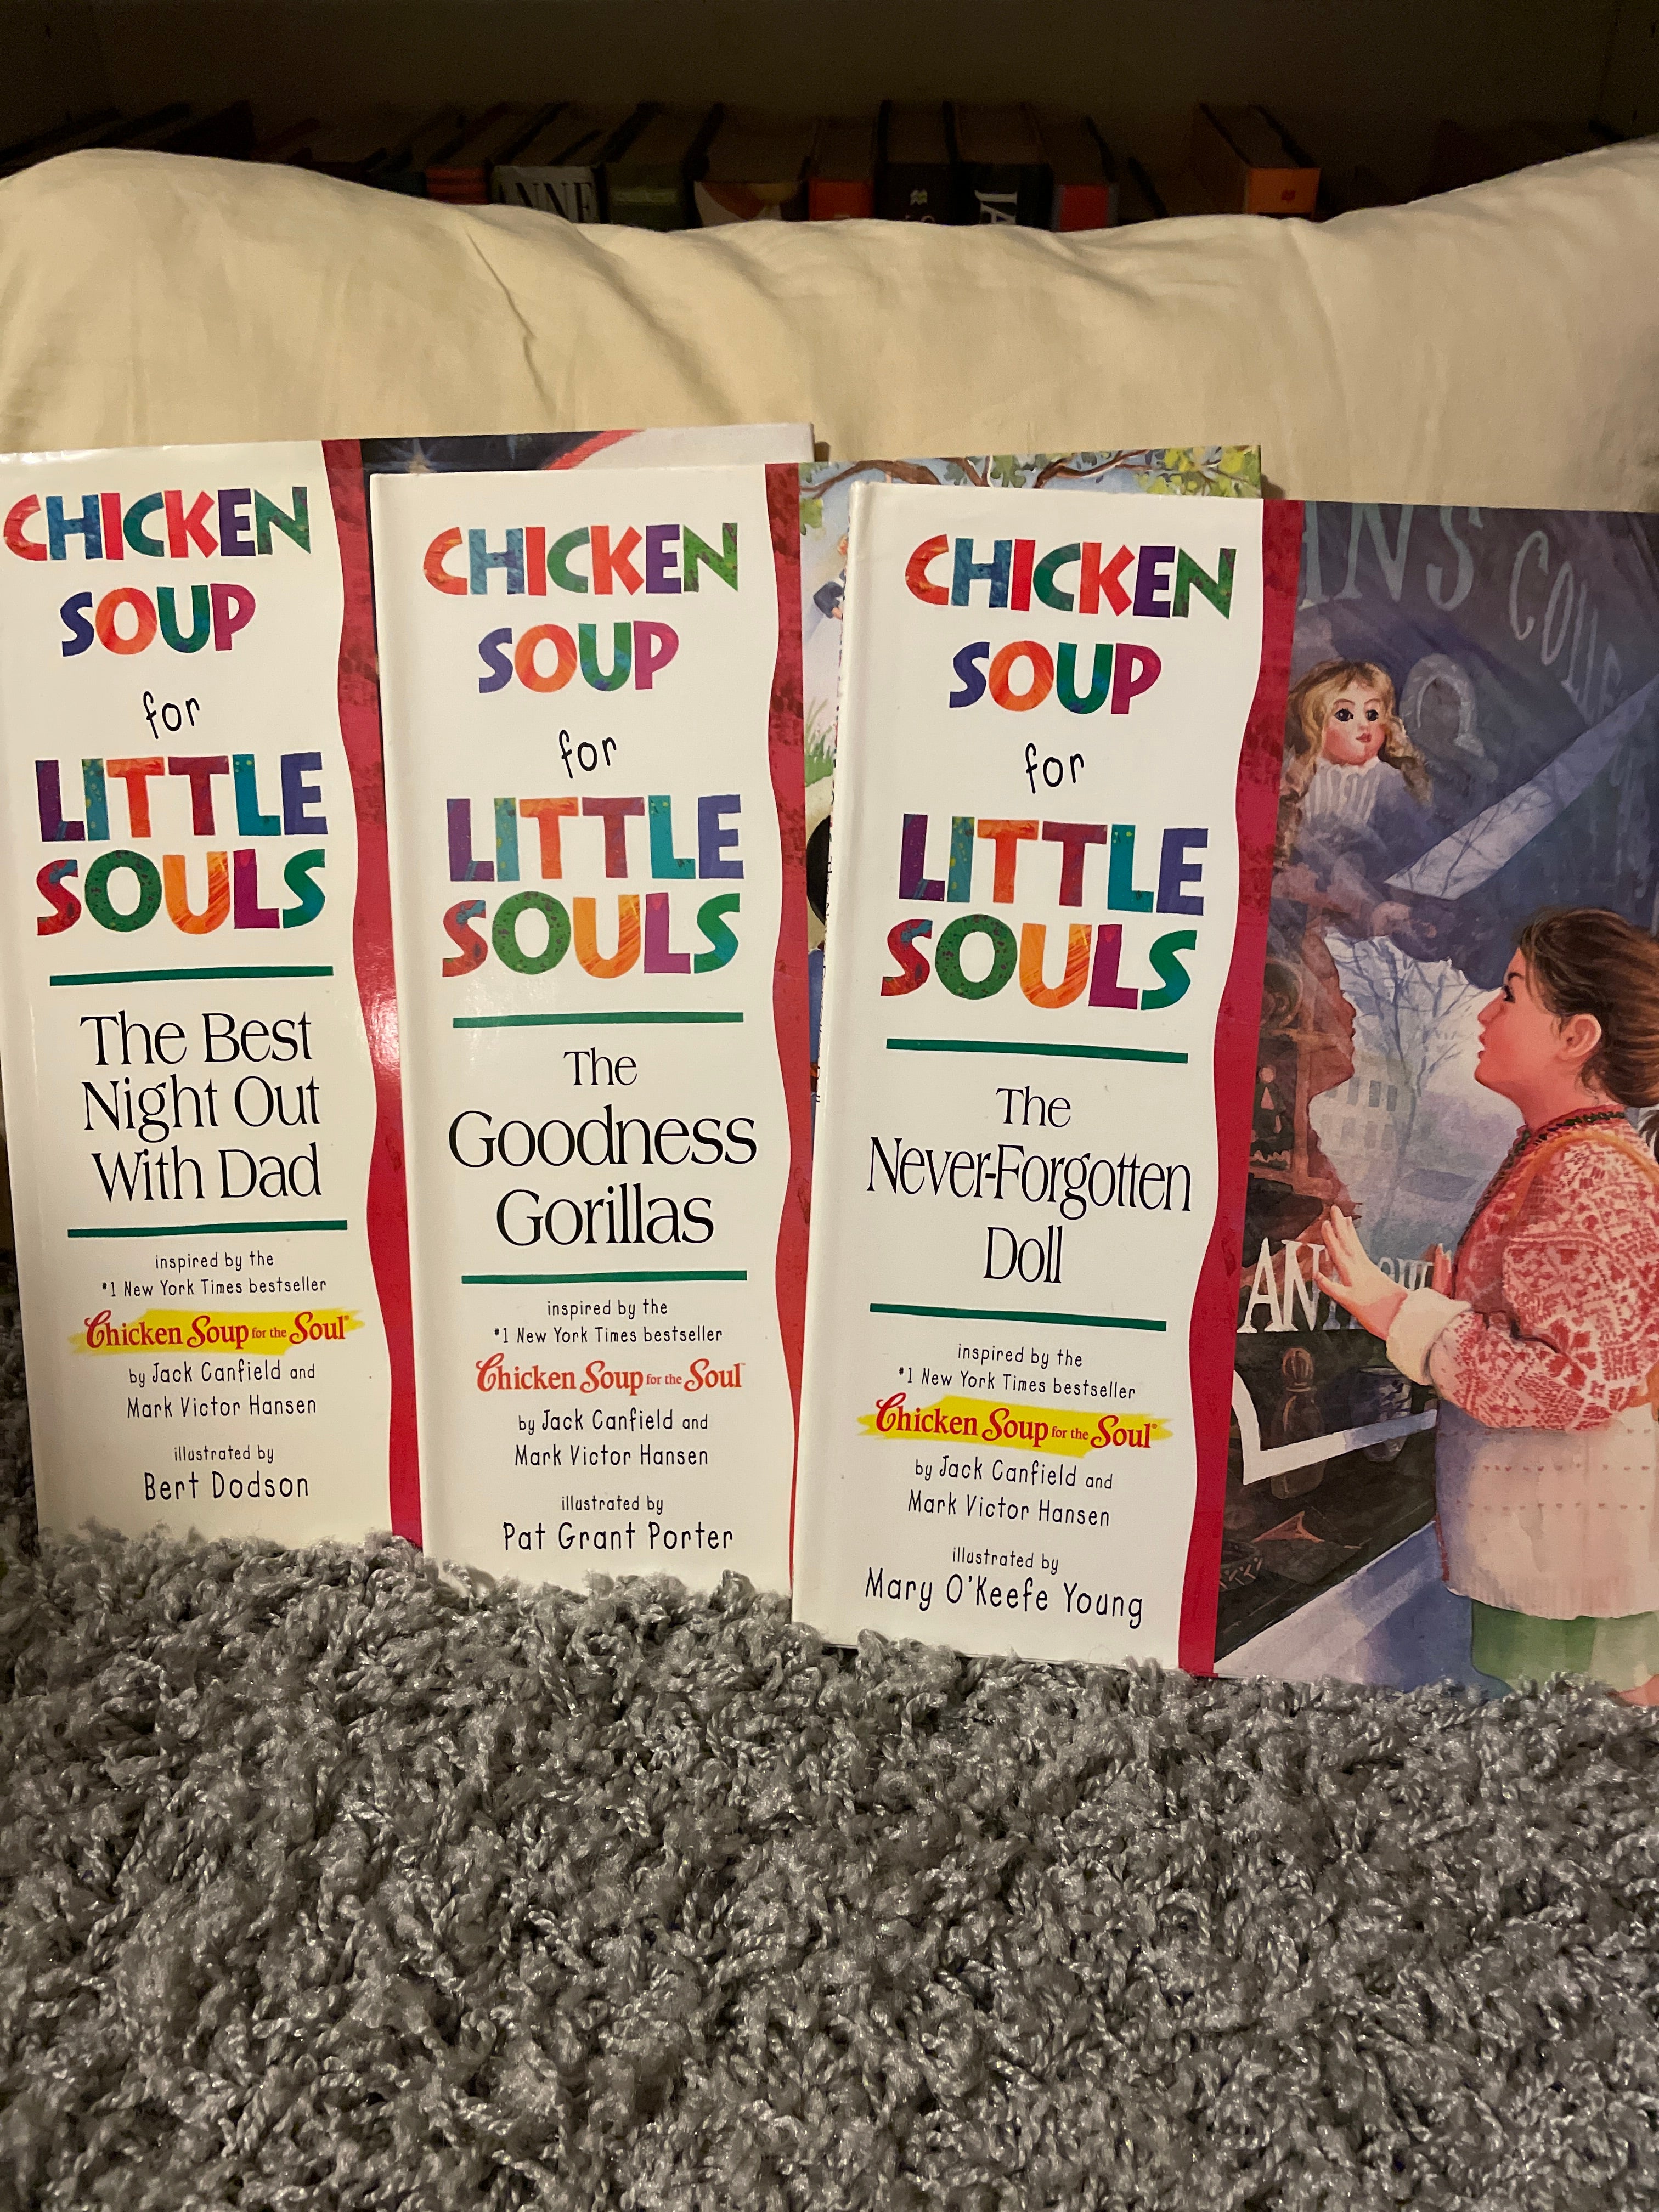 ANNE
CHICKEN
SOUP
for
LITTLE
SOULS
The Best
Night Out
With Dad
inspired by the
#1 New York Times bestseller
Chicken Soup for the Soul®
by Jack Canfield and
Mark Victor Hansen
illustrated by
Bert Dodson
CHICKEN
SOUP
for
LITTLE
SOULS
The
Goodness
Gorillas
inspired by the
#1 New York Times bestseller
Chicken Soup for the Soul™
by Jack Canfield and
Mark Victor Hansen
illustrated by
Pat Grant Porter
CHICKEN
SOUP
for
LITTLE
SOULS
The
Never-Forgotten
Doll
inspired by the
#1 New York Times bestseller
Chicken Soup for the Soul®
by Jack Canfield and
Mark Victor Hansen
illustrated by
Mary O'Keefe Young